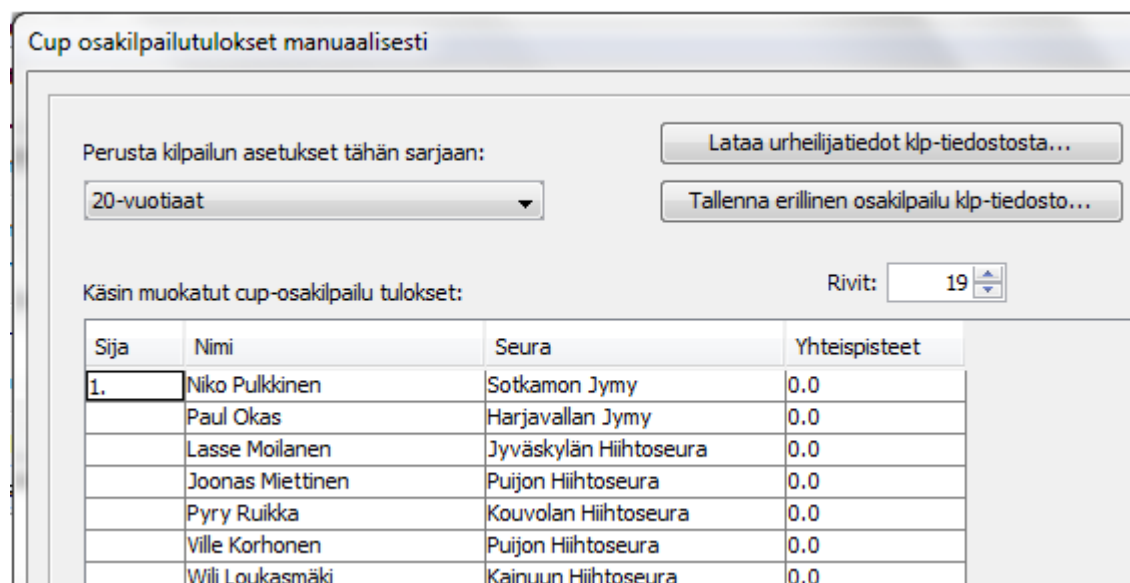 Cup osakilpailutulokset manuaalisesti
Perusta kilpailun asetukset tähän sarjaan:
Lataa urheilijatiedot klp-tiedostosta...
20-vuotiaat
Tallenna erillinen osakilpailu klp-tiedosto...
Käsin muokatut cup-osakilpailu tulokset:
Rivit: 19
Sija Nimi Seura Yhteispisteet
1. Niko Pulkkinen Sotkamon Jymy 0.0
Paul Okas Harjavallan Jymy 0.0
Lasse Moilanen Jyväskylän Hiihtoseura 0.0
Joonas Miettinen Puijon Hiihtoseura 0.0
Pyry Ruikka Kouvolan Hiihtoseura 0.0
Ville Korhonen Puijon Hiihtoseura 0.0
Wili Loukasmäki Kainuun Hiihtoseura 0.0